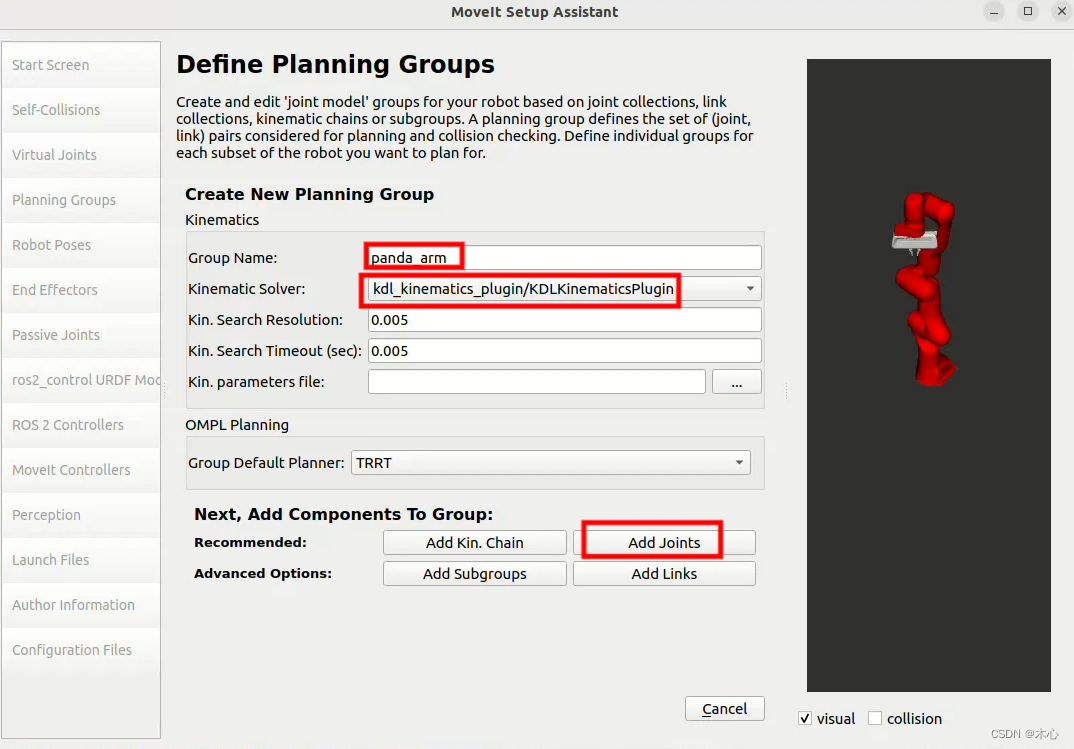 MoveIt Setup Assistant
Start Screen
Self-Collisions
Virtual Joints
Planning Groups
Robot Poses
End Effectors
Passive Joints
ros2_control URDF Mod
ROS 2 Controllers
MoveIt Controllers
Perception
Launch Files
Author Information
Configuration Files
Define Planning Groups
Create and edit 'joint model' groups for your robot based on joint collections, link
collections, kinematic chains or subgroups. A planning group defines the set of (joint,
link) pairs considered for planning and collision checking. Define individual groups for
each subset of the robot you want to plan for.
Create New Planning Group
Kinematics
Group Name: panda_arm
Kinematic Solver: kdl_kinematics_plugin/KDLKinematicsPlugin
Kin. Search Resolution: 0.005
Kin. Search Timeout (sec): 0.005
Kin. parameters file: ...
OMPL Planning
Group Default Planner: TRRT
Next, Add Components To Group:
Recommended: Add Kin. Chain Add Joints
Advanced Options: Add Subgroups Add Links
Cancel
visual collision
CSDN @木心